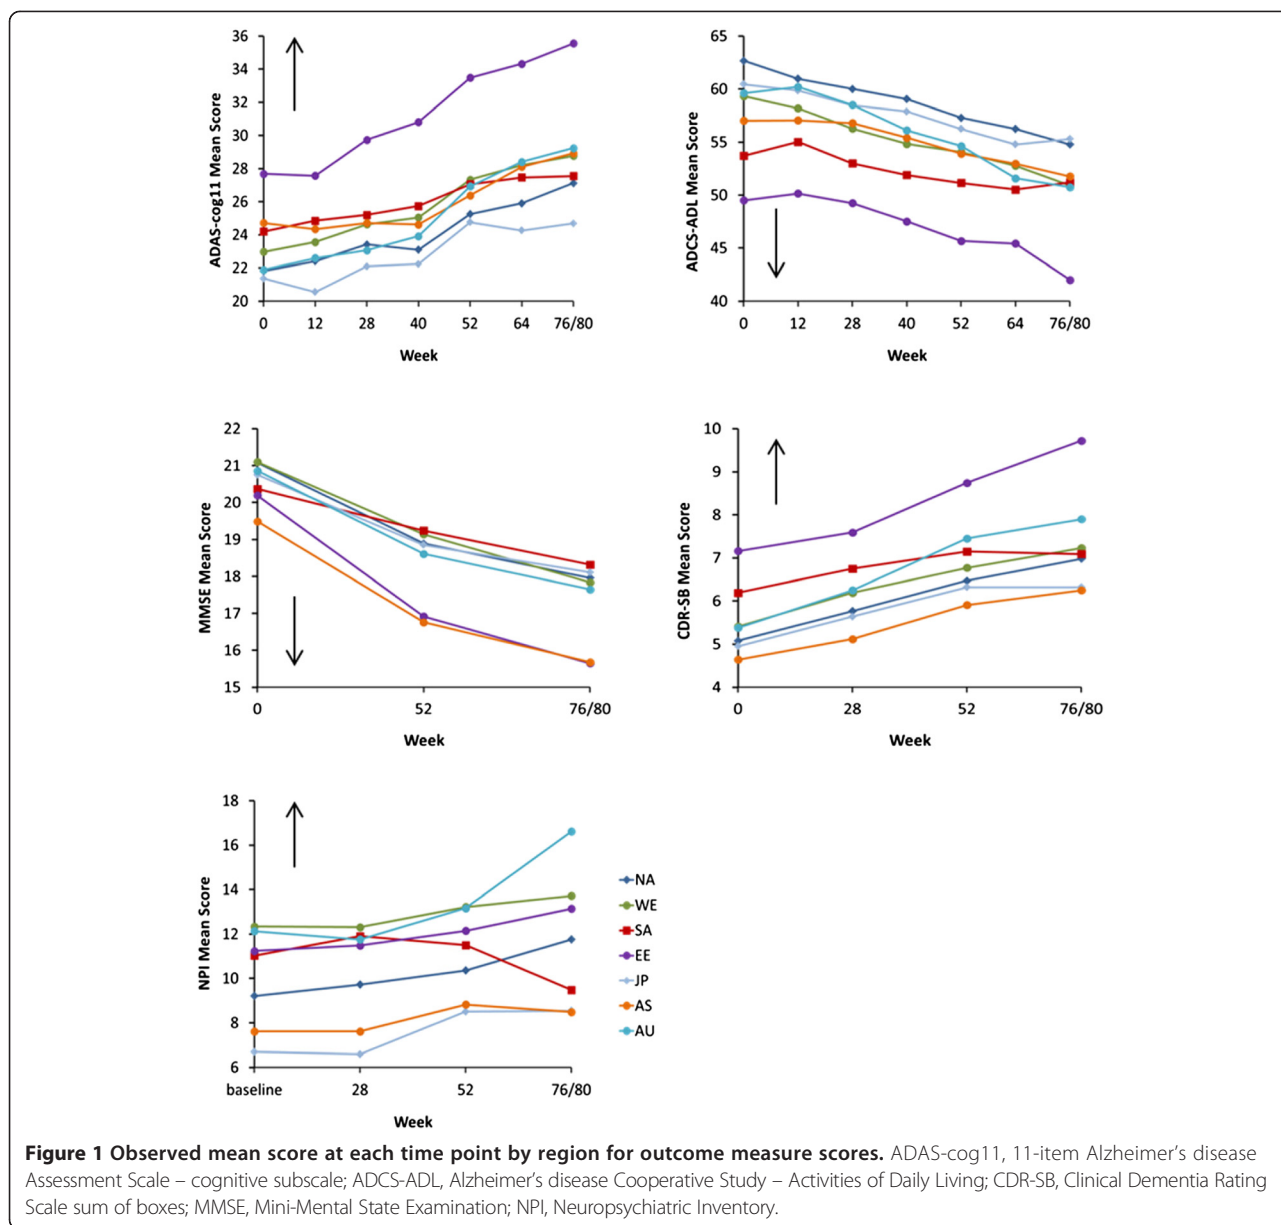 36
34
32
30
28
26
24
22
20
ADAS-cog11 Mean Score
0 12 28 40 52 64 76/80
Week
65
60
55
50
45
40
ADCS-ADL Mean Score
0 12 28 40 52 64 76/80
Week
22
21
20
19
18
17
16
15
MMSE Mean Score
0 52 76/80
Week
10
9
8
7
6
5
4
CDR-SB Mean Score
0 28 52 76/80
Week
18
16
14
12
10
8
6
NPI Mean Score
baseline 28 52 76/80
Week
NA
WE
SA
EE
JP
AS
AU
Figure 1 Observed mean score at each time point by region for outcome measure scores. ADAS-cog11, 11-item Alzheimer’s disease
Assessment Scale – cognitive subscale; ADCS-ADL, Alzheimer’s disease Cooperative Study – Activities of Daily Living; CDR-SB, Clinical Dementia Rating
Scale sum of boxes; MMSE, Mini-Mental State Examination; NPI, Neuropsychiatric Inventory.